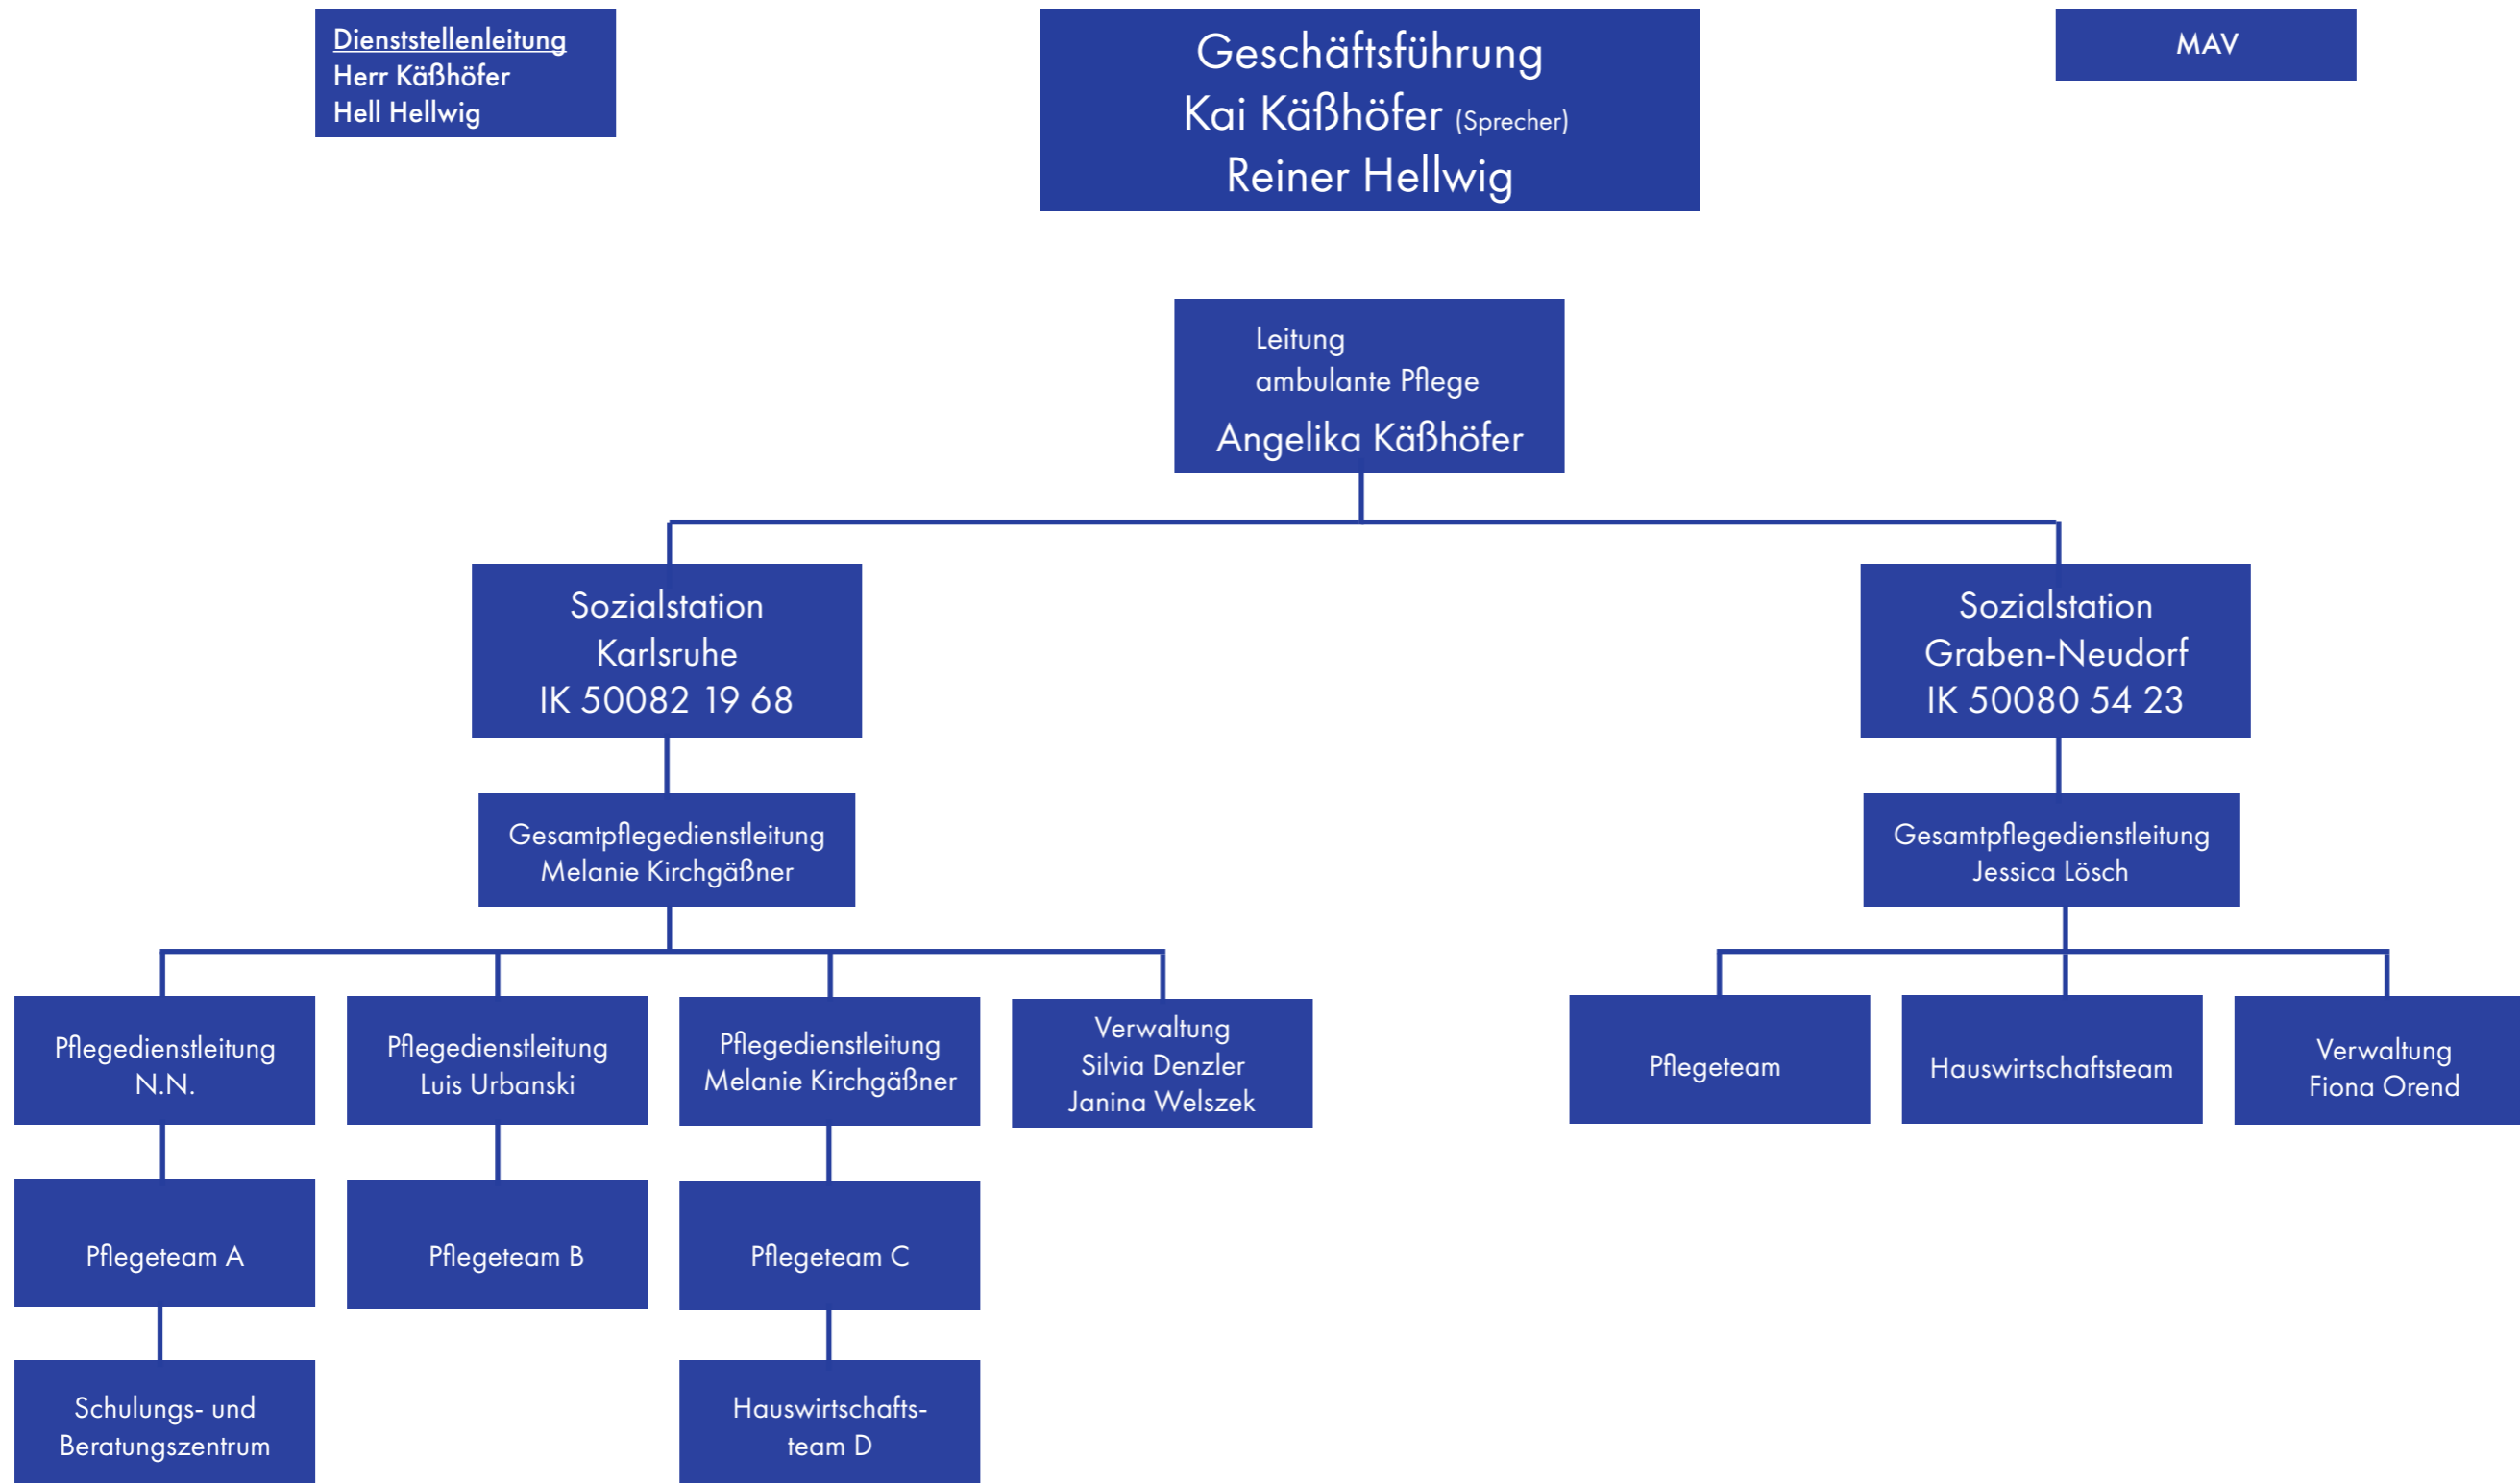 Dienststellenleitung
Herr Käßhöfer
Hell Hellwig
Geschäftsführung
Kai Käßhöfer (Sprecher)
Reiner Hellwig
MAV
Leitung
ambulante Pflege
Angelika Käßhöfer
Sozialstation
Karlsruhe
IK 50082 19 68
Sozialstation
Graben-Neudorf
IK 50080 54 23
Gesamtpflegedienstleitung
Melanie Kirchgäßner
Gesamtpflegedienstleitung
Jessica Lösch
Pflegedienstleitung
N.N.
Pflegedienstleitung
Luis Urbanski
Pflegedienstleitung
Melanie Kirchgäßner
Verwaltung
Silvia Denzler
Janina Welszek
Pflegeteam
Hauswirtschaftsteam
Verwaltung
Fiona Orend
Pflegeteam A
Pflegeteam B
Pflegeteam C
Schulungs- und
Beratungszentrum
Hauswirtschafts-
team D